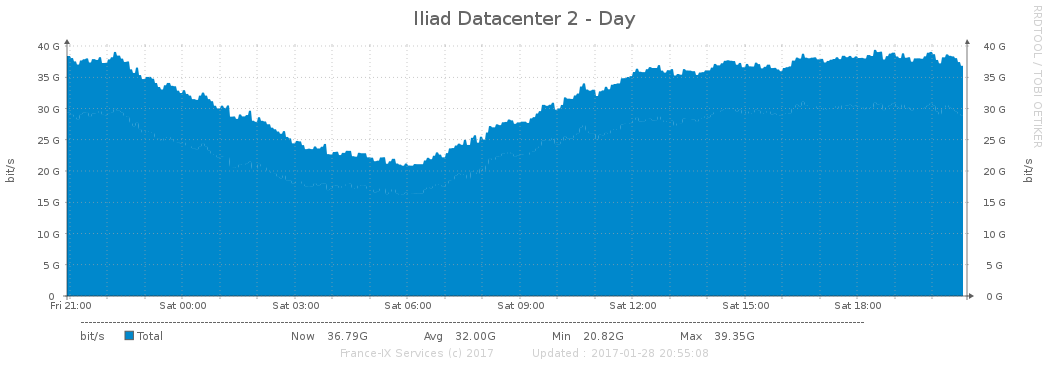 Iliad Datacenter 2 - Day
RRDTOOL / TOBI OETIKER
40 G 40 G
35 G 35 G
30 G 30 G
25 G 25 G
20 G 20 G
15 G 15 G
10 G 10 G
5 G 5 G
0 0 G
bit/s bit/s
Fri 21:00 Sat 00:00 Sat 03:00 Sat 06:00 Sat 09:00 Sat 12:00 Sat 15:00 Sat 18:00
bit/s Total Now 36.79G Avg 32.00G Min 20.82G Max 39.35G
France-IX Services (c) 2017 Updated : 2017-01-28 20:55:08